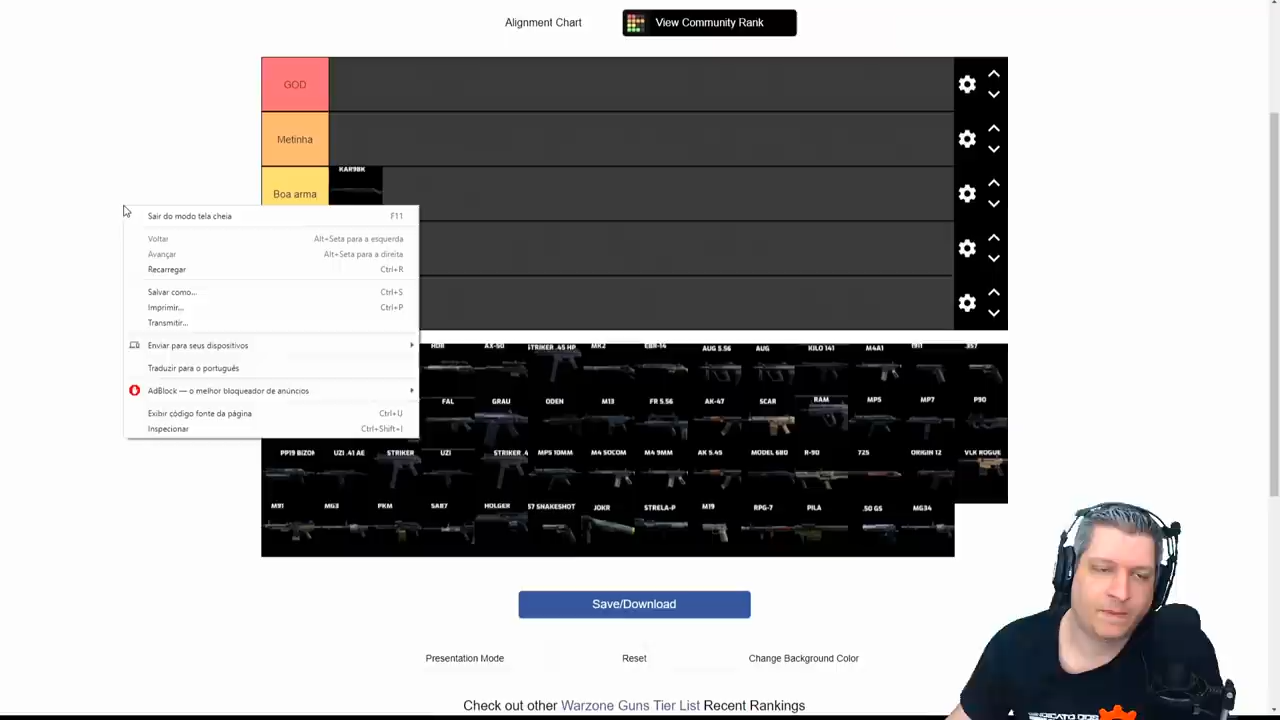 Alignment Chart
View Community Rank
GOD
Metinha
KAR98K
Boa arma
Sair do modo tela cheia F11
Voltar Alt+Seta para a esquerda
Avançar Alt+Seta para a direita
Recarregar Ctrl+R
Salvar como... Ctrl+S
Imprimir... Ctrl+P
Transmitir...
Enviar para seus dispositivos
Traduzir para o português
AdBlock — o melhor bloqueador de anúncios
Exibir código fonte da página Ctrl+U
Inspecionar Ctrl+Shift+I
HDR AX-50 STRIKER .45 HP MK2 EBR-14 AUG 5.56 AUG KILO 141 M4A1 1911 .357
FAL GRAU ODEN M13 FR 5.56 AK-47 SCAR RAM MP5 MP7 P90
PP19 BIZON UZI .41 AE STRIKER UZI STRIKER .4 MP5 10MM M4 SOCOM M4 9MM AK 5.45 MODEL 680 R-90 725 ORIGIN 12 VLK ROGUE
M91 MG3 PKM SA87 HOLGER 57 SNAKESHOT JOKR STRELA-P M19 RPG-7 PILA .50 GS MG34
Save/Download
Presentation Mode Reset Change Background Color
Check out other Warzone Guns Tier List Recent Rankings